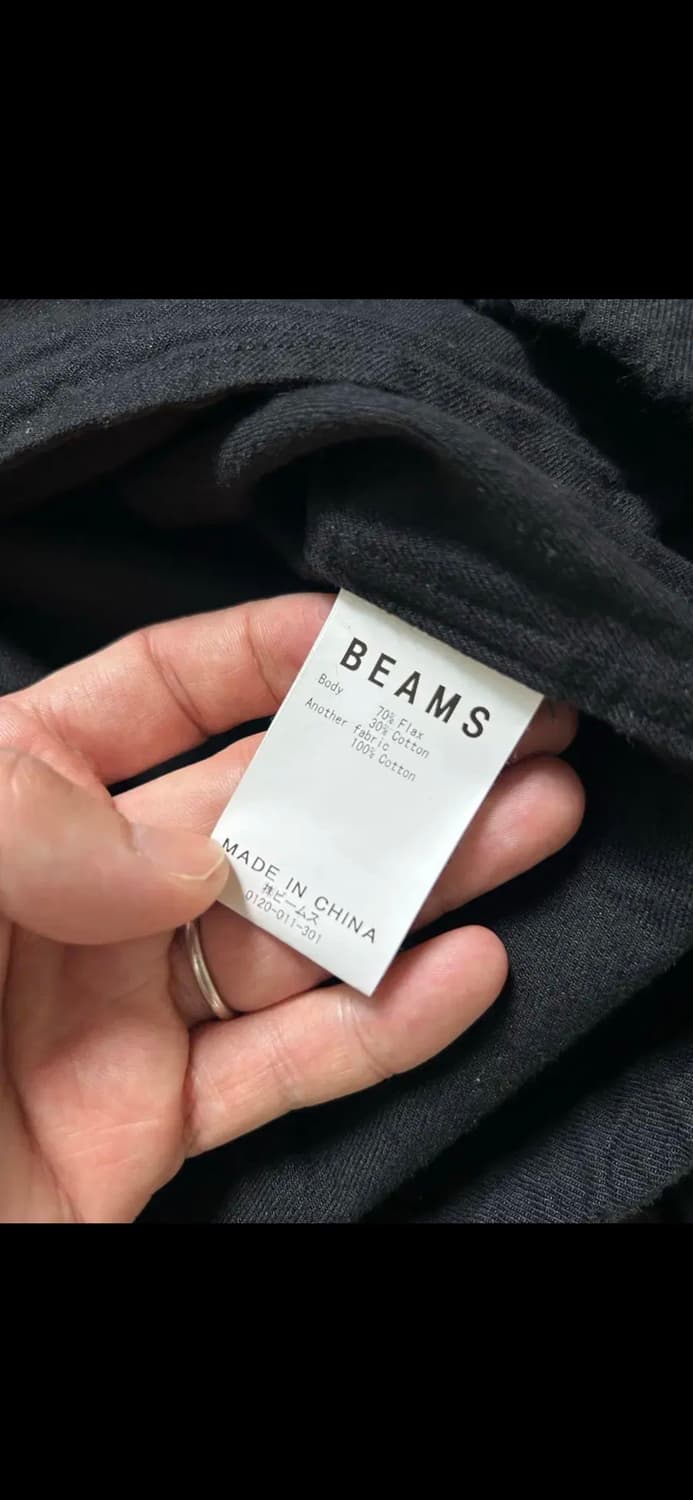 BEAMS
Body
70% Flax
30% Cotton
Another fabric
100% Cotton
MADE IN CHINA
㈱ビームス
0120-011-301